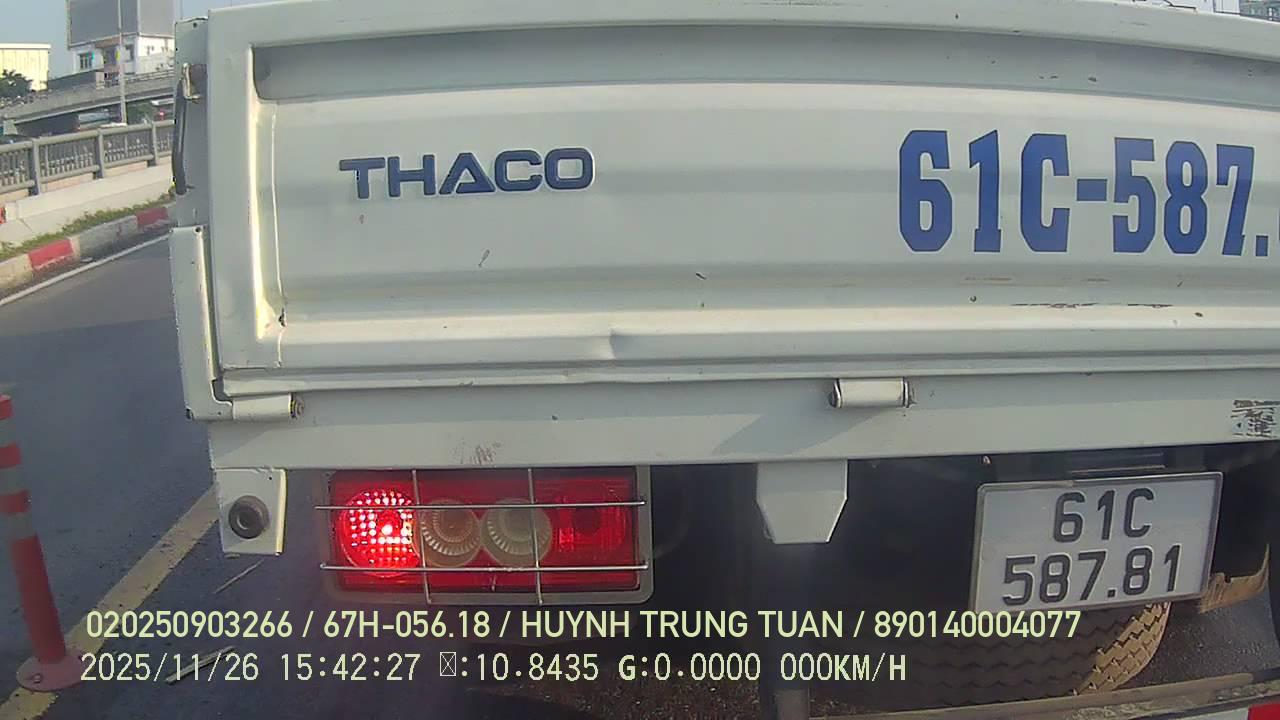 THACO
61C-587.
61C
587.81
020250903266 / 67H-056.18 / HUYNH TRUNG TUAN / 890140004077
2025/11/26 15:42:27 :10.8435 G:0.0000 000KM/H